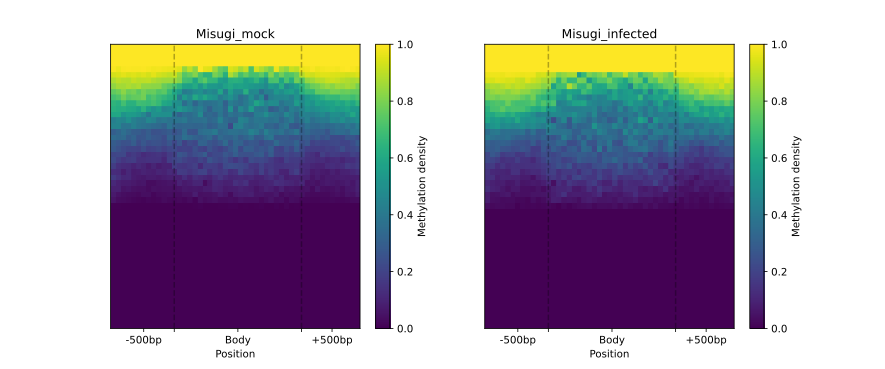 Misugi_mock
1.0
0.8
0.6
0.4
0.2
0.0
Methylation density
-500bp
Body
+500bp
Position
Misugi_infected
1.0
0.8
0.6
0.4
0.2
0.0
Methylation density
-500bp
Body
+500bp
Position